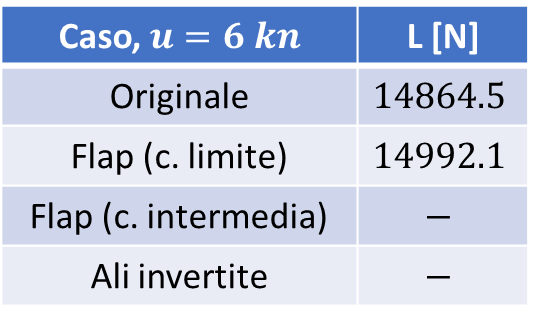 Caso, u = 6 kn L [N]
Originale 14864.5
Flap (c. limite) 14992.1
Flap (c. intermedia) –
Ali invertite –